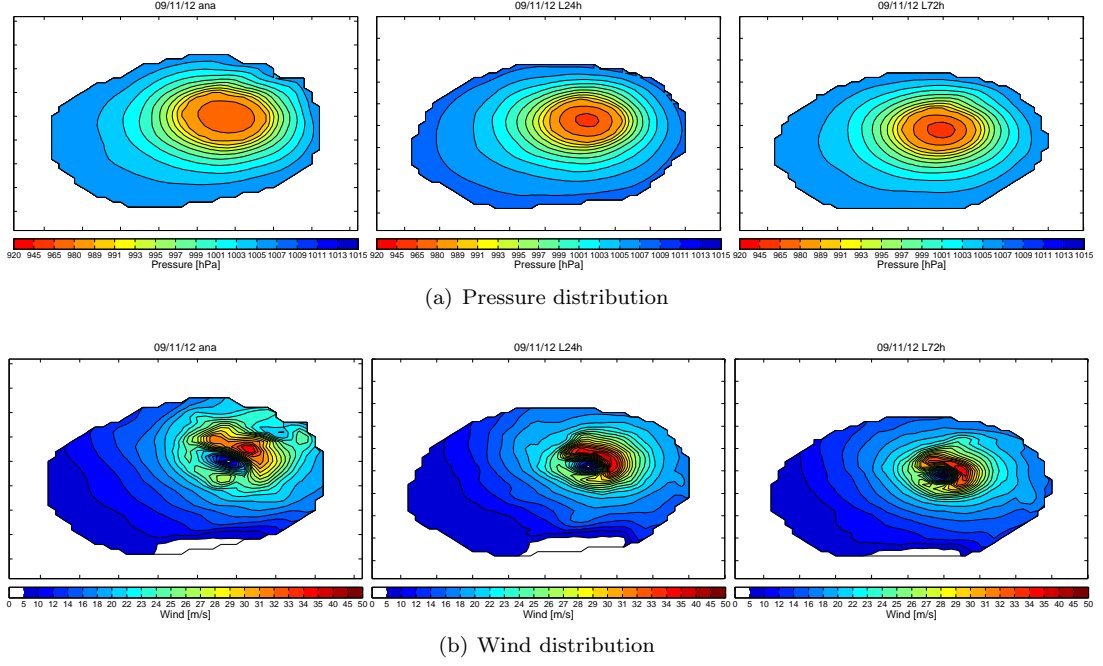 09/11/12 ana
09/11/12 L24h
09/11/12 L72h
920 945 965 980 989 991 993 995 997 999 1001 1003 1005 1007 1009 1011 1013 1015
Pressure [hPa]
920 945 965 980 989 991 993 995 997 999 1001 1003 1005 1007 1009 1011 1013 1015
Pressure [hPa]
920 945 965 980 989 991 993 995 997 999 1001 1003 1005 1007 1009 1011 1013 1015
Pressure [hPa]
(a) Pressure distribution
09/11/12 ana
09/11/12 L24h
09/11/12 L72h
0 5 10 12 14 16 18 20 22 23 24 25 26 27 28 29 30 31 32 33 34 35 40 45 50
Wind [m/s]
0 5 10 12 14 16 18 20 22 23 24 25 26 27 28 29 30 31 32 33 34 35 40 45 50
Wind [m/s]
0 5 10 12 14 16 18 20 22 23 24 25 26 27 28 29 30 31 32 33 34 35 40 45 50
Wind [m/s]
(b) Wind distribution